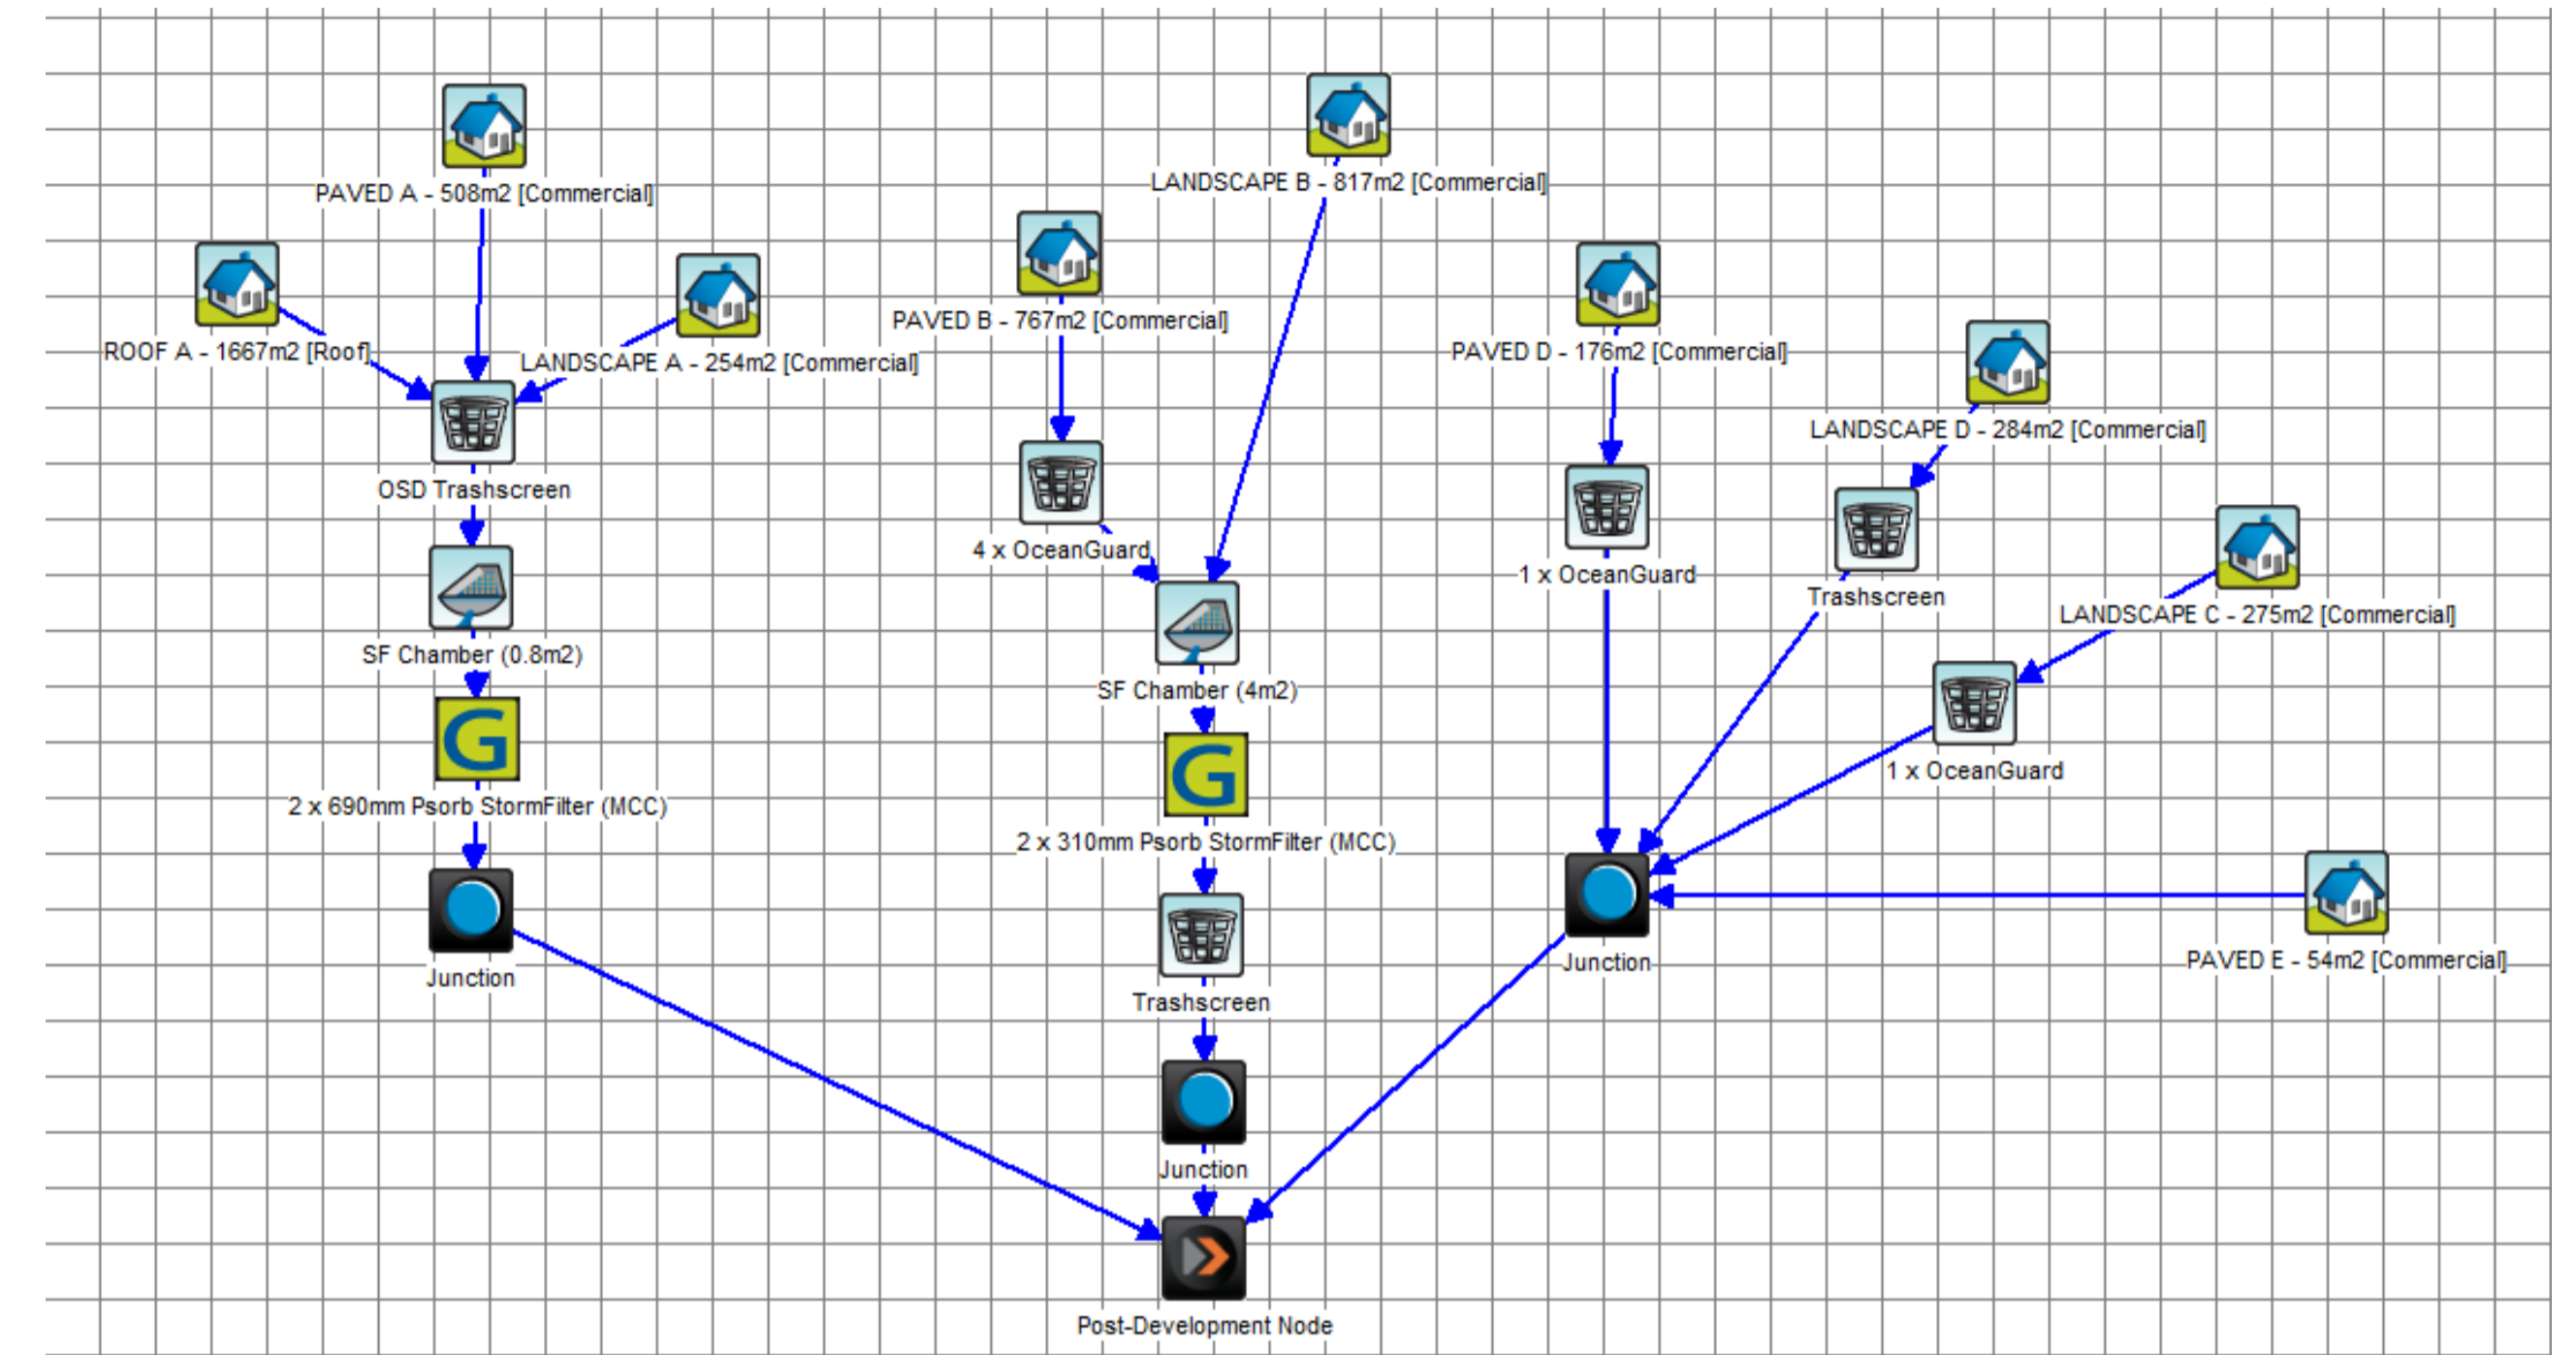 LANDSCAPE B - 817m2 [Commercial]
PAVED A - 508m2 [Commercial]
PAVED B - 767m2 [Commercial]
ROOF A - 1667m2 [Roof]
LANDSCAPE A - 254m2 [Commercial]
PAVED D - 176m2 [Commercial]
LANDSCAPE D - 284m2 [Commercial]
OSD Trashscreen
4 x OceanGuard
1 x OceanGuard
Trashscreen
LANDSCAPE C - 275m2 [Commercial]
SF Chamber (0.8m2)
SF Chamber (4m2)
1 x OceanGuard
G
2 x 690mm Psorb StormFilter (MCC)
G
2 x 310mm Psorb StormFilter (MCC)
Junction
Junction
PAVED E - 54m2 [Commercial]
Trashscreen
Junction
Post-Development Node